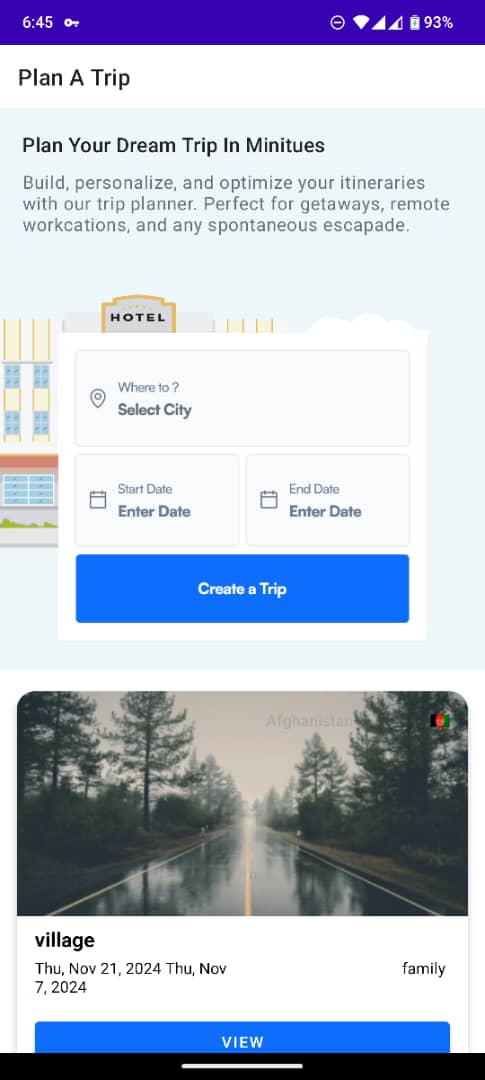 6:45 93%
Plan A Trip
Plan Your Dream Trip In Minitues
Build, personalize, and optimize your itineraries
with our trip planner. Perfect for getaways, remote
workcations, and any spontaneous escapade.
HOTEL
Where to ?
Select City
Start Date
Enter Date
End Date
Enter Date
Create a Trip
Afghanistan
village
Thu, Nov 21, 2024 Thu, Nov
7, 2024
family
VIEW